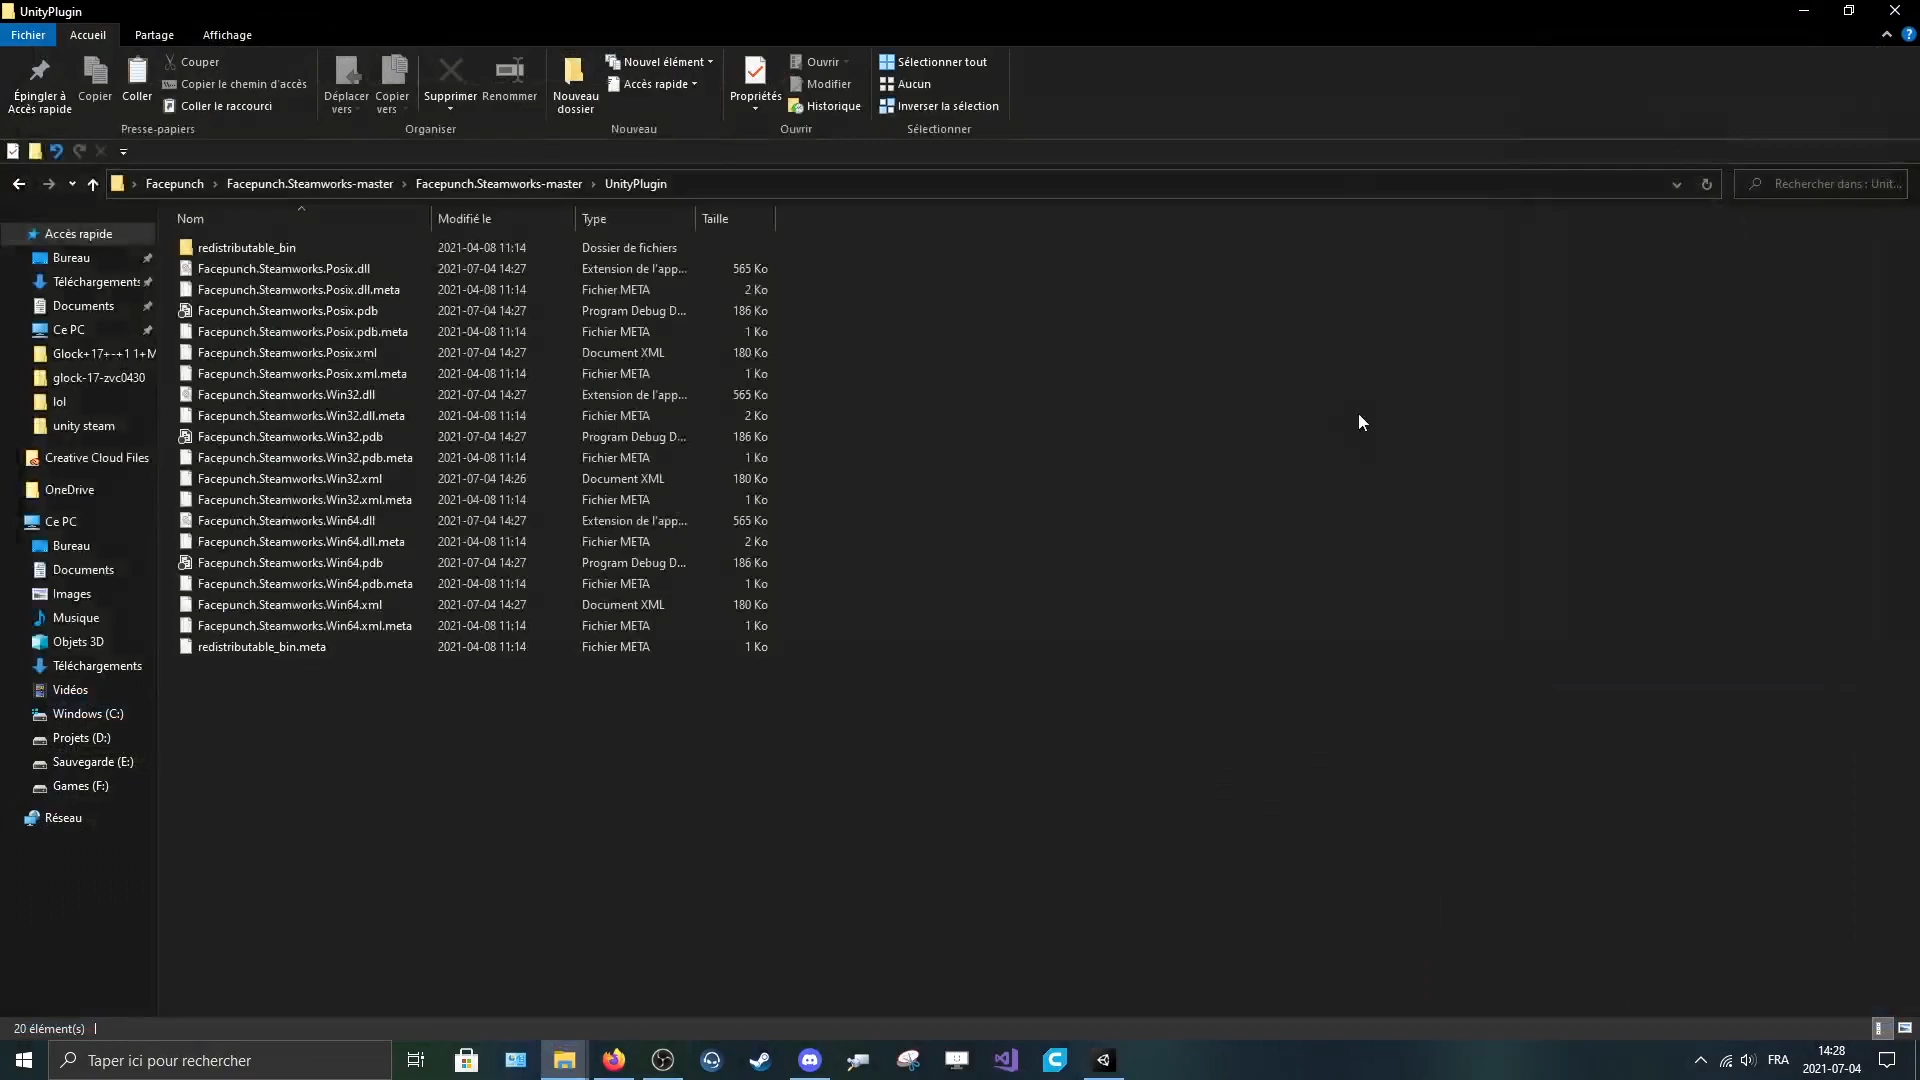 UnityPlugin
Fichier Accueil Partage Affichage
Épingler à Accès rapide
Copier
Coller
Couper
Copier le chemin d'accès
Coller le raccourci
Presse-papiers
Déplacer vers
Copier vers
Supprimer
Renommer
Organiser
Nouveau dossier
Nouvel élément
Accès rapide
Nouveau
Propriétés
Ouvrir
Modifier
Historique
Ouvrir
Sélectionner tout
Aucun
Inverser la sélection
Sélectionner
Facepunch › Facepunch.Steamworks-master › Facepunch.Steamworks-master › UnityPlugin
Rechercher dans : Unit...
Accès rapide
Bureau
Téléchargements
Documents
Ce PC
Glock+17+-+1 1+M
glock-17-zvc0430
lol
unity steam
Creative Cloud Files
OneDrive
Ce PC
Bureau
Documents
Images
Musique
Objets 3D
Téléchargements
Vidéos
Windows (C:)
Projets (D:)
Sauvegarde (E:)
Games (F:)
Réseau
Nom Modifié le Type Taille
redistributable_bin 2021-04-08 11:14 Dossier de fichiers
Facepunch.Steamworks.Posix.dll 2021-07-04 14:27 Extension de l'app... 565 Ko
Facepunch.Steamworks.Posix.dll.meta 2021-04-08 11:14 Fichier META 2 Ko
Facepunch.Steamworks.Posix.pdb 2021-07-04 14:27 Program Debug D... 186 Ko
Facepunch.Steamworks.Posix.pdb.meta 2021-04-08 11:14 Fichier META 1 Ko
Facepunch.Steamworks.Posix.xml 2021-07-04 14:27 Document XML 180 Ko
Facepunch.Steamworks.Posix.xml.meta 2021-04-08 11:14 Fichier META 1 Ko
Facepunch.Steamworks.Win32.dll 2021-07-04 14:27 Extension de l'app... 565 Ko
Facepunch.Steamworks.Win32.dll.meta 2021-04-08 11:14 Fichier META 2 Ko
Facepunch.Steamworks.Win32.pdb 2021-07-04 14:27 Program Debug D... 186 Ko
Facepunch.Steamworks.Win32.pdb.meta 2021-04-08 11:14 Fichier META 1 Ko
Facepunch.Steamworks.Win32.xml 2021-07-04 14:26 Document XML 180 Ko
Facepunch.Steamworks.Win32.xml.meta 2021-04-08 11:14 Fichier META 1 Ko
Facepunch.Steamworks.Win64.dll 2021-07-04 14:27 Extension de l'app... 565 Ko
Facepunch.Steamworks.Win64.dll.meta 2021-04-08 11:14 Fichier META 2 Ko
Facepunch.Steamworks.Win64.pdb 2021-07-04 14:27 Program Debug D... 186 Ko
Facepunch.Steamworks.Win64.pdb.meta 2021-04-08 11:14 Fichier META 1 Ko
Facepunch.Steamworks.Win64.xml 2021-07-04 14:27 Document XML 180 Ko
Facepunch.Steamworks.Win64.xml.meta 2021-04-08 11:14 Fichier META 1 Ko
redistributable_bin.meta 2021-04-08 11:14 Fichier META 1 Ko
20 élément(s)
Taper ici pour rechercher
FRA
14:28
2021-07-04